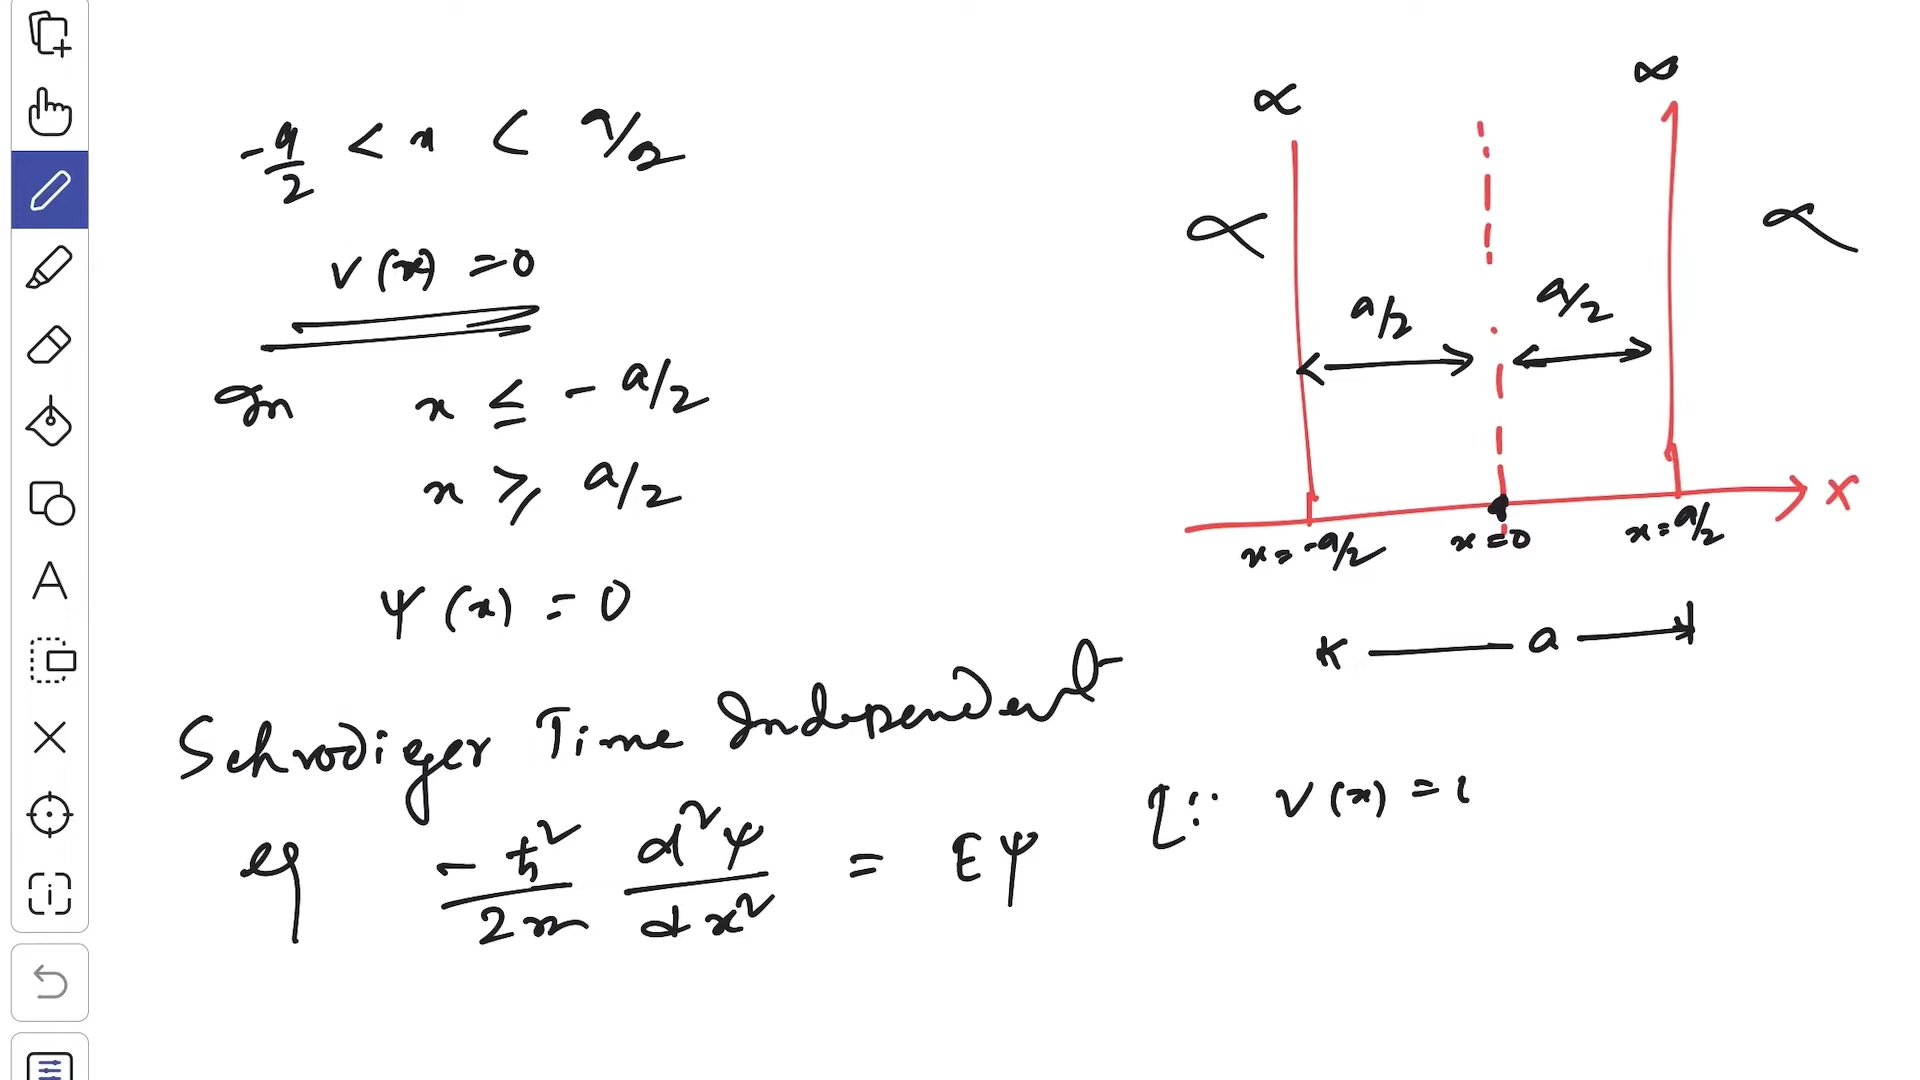 -a/2 < x < a/2
V(x) = 0
In x ≤ -a/2
x ≥ a/2
ψ(x) = 0
Schrodiger Time Independent
eq -ħ²/2m d²ψ/dx² = Eψ [∵ V(x) = 
∝ ∞
∝ ∝
a/2 a/2
x = -a/2 x = 0 x = a/2 X
a
A